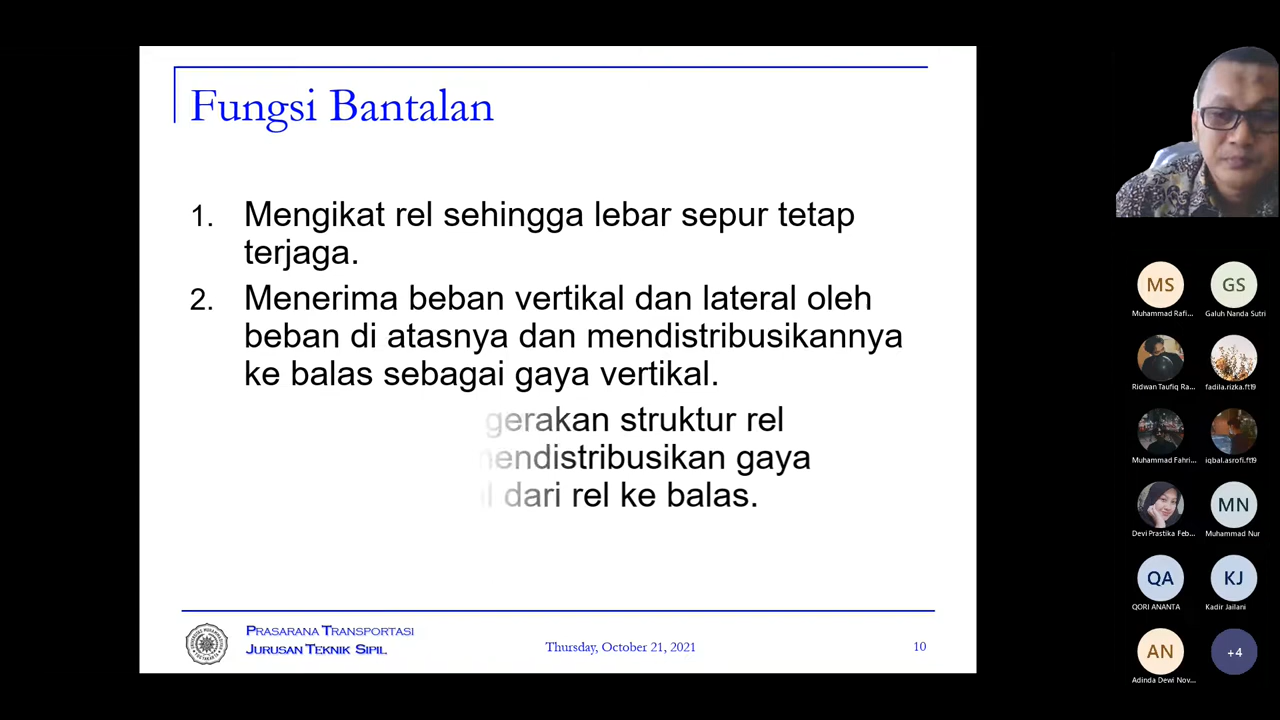 Fungsi Bantalan
1. Mengikat rel sehingga lebar sepur tetap
terjaga.
2. Menerima beban vertikal dan lateral oleh
beban di atasnya dan mendistribusikannya
ke balas sebagai gaya vertikal.
gerakan struktur rel
mendistribusikan gaya
dari rel ke balas.
PRASARANA TRANSPORTASI
JURUSAN TEKNIK SIPIL
Thursday, October 21, 2021
10
MS
Muhammad Rafi...
GS
Galuh Nanda Sutri
Ridwan Taufiq Ra...
fadila.rizka.ft19
Muhammad Fahri...
iqbal.asrofi.ft19
Devi Prastika Feb...
MN
Muhammad Nur
QA
QORI ANANTA
KJ
Kadir Jailani
AN
Adinda Dewi Nov...
+4